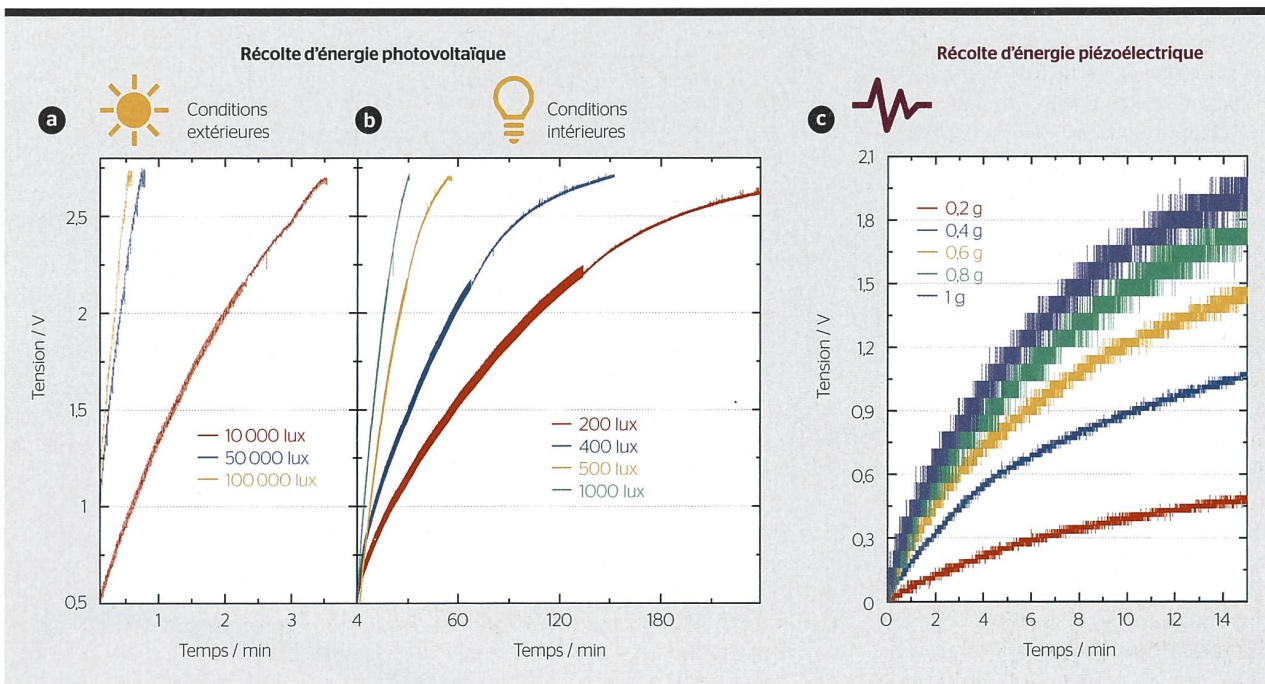 Récolte d'énergie photovoltaïque
Récolte d'énergie piézoélectrique
a
Conditions
extérieures
b
Conditions
intérieures
c
Tension / V
2,5
2
1,5
1
0,5
10 000 lux
50 000 lux
100 000 lux
1
2
3
4
Temps / min
200 lux
400 lux
500 lux
1000 lux
60
120
180
Temps / min
Tension / V
2,1
1,8
1,5
1,2
0,9
0,6
0,3
0
0,2 g
0,4 g
0,6 g
0,8 g
1 g
0
2
4
6
8
10
12
14
Temps / min